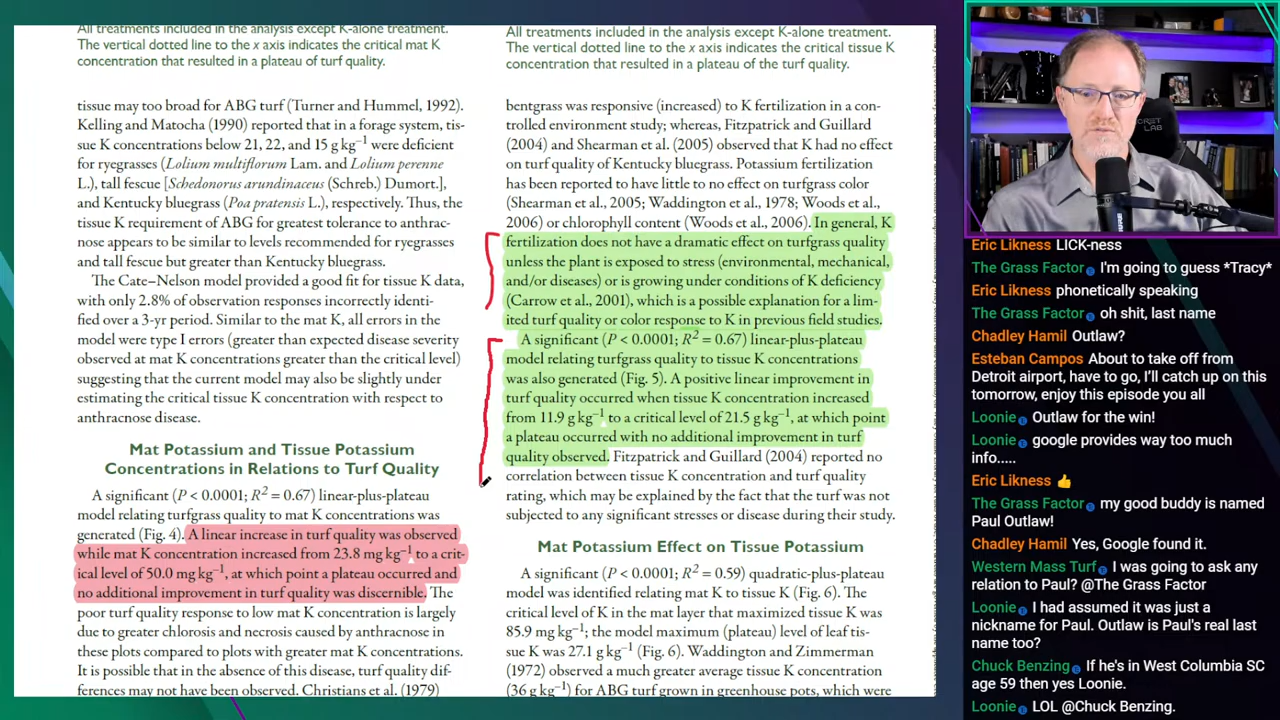 All treatments included in the analysis except K-alone treatment.
The vertical dotted line to the x axis indicates the critical mat K
concentration that resulted in a plateau of turf quality.
tissue may too broad for ABG turf (Turner and Hummel, 1992).
Kelling and Matocha (1990) reported that in a forage system, tis-
sue K concentrations below 21, 22, and 15 g kg⁻¹ were deficient
for ryegrasses (Lolium multiflorum Lam. and Lolium perenne
L.), tall fescue [Schedonorus arundinaceus (Schreb.) Dumort.],
and Kentucky bluegrass (Poa pratensis L.), respectively. Thus, the
tissue K requirement of ABG for greatest tolerance to anthrac-
nose appears to be similar to levels recommended for ryegrasses
and tall fescue but greater than Kentucky bluegrass.
The Cate–Nelson model provided a good fit for tissue K data,
with only 2.8% of observation responses incorrectly identi-
fied over a 3-yr period. Similar to the mat K, all errors in the
model were type I errors (greater than expected disease severity
observed at mat K concentrations greater than the critical level)
suggesting that the current model may also be slightly under
estimating the critical tissue K concentration with respect to
anthracnose disease.
Mat Potassium and Tissue Potassium
Concentrations in Relations to Turf Quality
A significant (P < 0.0001; R² = 0.67) linear-plus-plateau
model relating turfgrass quality to mat K concentrations was
generated (Fig. 4). A linear increase in turf quality was observed
while mat K concentration increased from 23.8 mg kg⁻¹ to a crit-
ical level of 50.0 mg kg⁻¹, at which point a plateau occurred and
no additional improvement in turf quality was discernible. The
poor turf quality response to low mat K concentration is largely
due to greater chlorosis and necrosis caused by anthracnose in
these plots compared to plots with greater mat K concentrations.
It is possible that in the absence of this disease, turf quality dif-
ferences may not have been observed. Christians et al. (1979)
All treatments included in the analysis except K-alone treatment.
The vertical dotted line to the x axis indicates the critical tissue K
concentration that resulted in a plateau of the turf quality.
bentgrass was responsive (increased) to K fertilization in a con-
trolled environment study; whereas, Fitzpatrick and Guillard
(2004) and Shearman et al. (2005) observed that K had no effect
on turf quality of Kentucky bluegrass. Potassium fertilization
has been reported to have little to no effect on turfgrass color
(Shearman et al., 2005; Waddington et al., 1978; Woods et al.,
2006) or chlorophyll content (Woods et al., 2006). In general, K
fertilization does not have a dramatic effect on turfgrass quality
unless the plant is exposed to stress (environmental, mechanical,
and/or diseases) or is growing under conditions of K deficiency
(Carrow et al., 2001), which is a possible explanation for a lim-
ited turf quality or color response to K in previous field studies.
A significant (P < 0.0001; R² = 0.67) linear-plus-plateau
model relating turfgrass quality to tissue K concentrations
was also generated (Fig. 5). A positive linear improvement in
turf quality occurred when tissue K concentration increased
from 11.9 g kg⁻¹ to a critical level of 21.5 g kg⁻¹, at which point
a plateau occurred with no additional improvement in turf
quality observed. Fitzpatrick and Guillard (2004) reported no
correlation between tissue K concentration and turf quality
rating, which may be explained by the fact that the turf was not
subjected to any significant stresses or disease during their study.
Mat Potassium Effect on Tissue Potassium
A significant (P < 0.0001; R² = 0.59) quadratic-plus-plateau
model was identified relating mat K to tissue K (Fig. 6). The
critical level of K in the mat layer that maximized tissue K was
85.9 mg kg⁻¹; the model maximum (plateau) level of leaf tis-
sue K was 27.1 g kg⁻¹ (Fig. 6). Waddington and Zimmerman
(1972) observed a much greater average tissue K concentration
(36 g kg⁻¹) for ABG turf grown in greenhouse pots, which were
LAB
Eric Likness LICK-ness
The Grass Factor I'm going to guess *Tracy*
Eric Likness phonetically speaking
The Grass Factor oh shit, last name
Chadley Hamil Outlaw?
Esteban Campos About to take off from
Detroit airport, have to go, I'll catch up on this
tomorrow, enjoy this episode you all
Loonie Outlaw for the win!
Loonie google provides way too much
info.....
Eric Likness 👍
The Grass Factor my good buddy is named
Paul Outlaw!
Chadley Hamil Yes, Google found it.
Western Mass Turf I was going to ask any
relation to Paul? @The Grass Factor
Loonie I had assumed it was just a
nickname for Paul. Outlaw is Paul's real last
name too?
Chuck Benzing If he's in West Columbia SC
age 59 then yes Loonie.
Loonie LOL @Chuck Benzing.